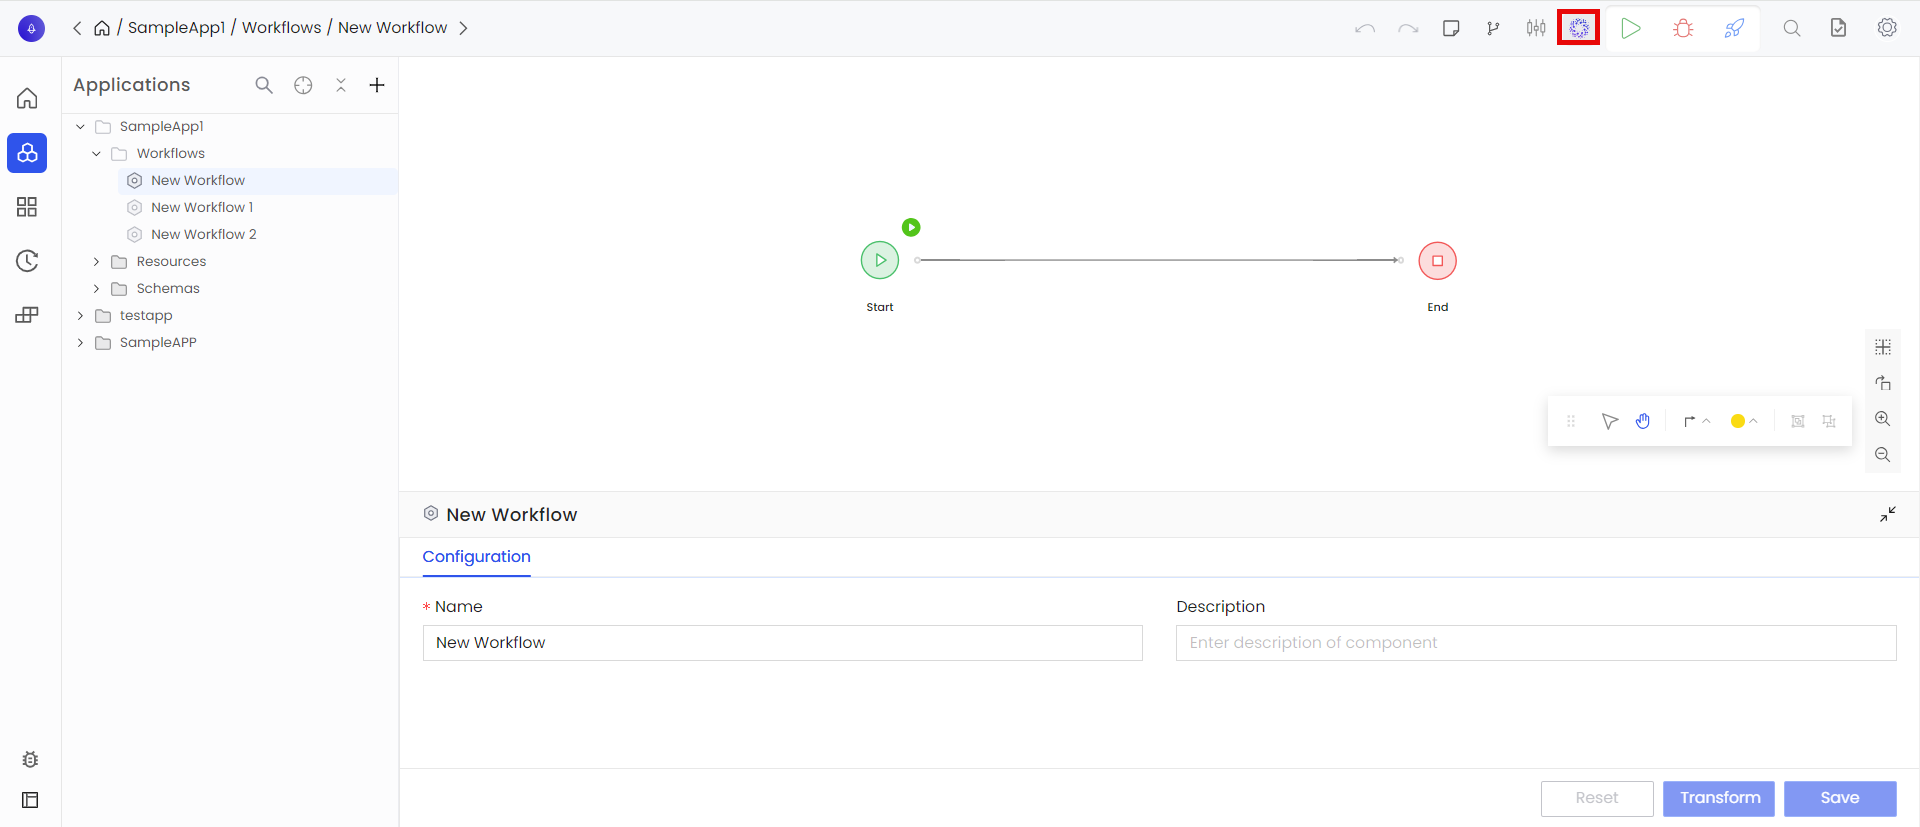 / SampleApp1 / Workflows / New Workflow
Applications
SampleApp1
Workflows
New Workflow
New Workflow 1
New Workflow 2
Resources
Schemas
testapp
SampleAPP
Start
End
New Workflow
Configuration
* Name
Description
New Workflow
Enter description of component
Reset
Transform
Save